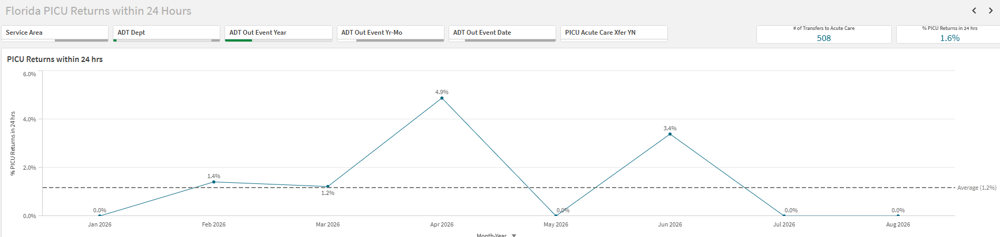 Florida PICU Returns within 24 Hours
Service Area
ADT Dept
ADT Out Event Year
ADT Out Event Yr-Mo
ADT Out Event Date
PICU Acute Care Xfer YN
# of Transfers to Acute Care
508
% PICU Returns in 24 hrs
1.6%
PICU Returns within 24 hrs
% PICU Returns in 24 hrs
6.0%
4.0%
2.0%
0.0%
0.0%
1.4%
1.2%
4.9%
0.0%
3.4%
0.0%
0.0%
Average (1.2%)
Jan 2026
Feb 2026
Mar 2026
Apr 2026
May 2026
Jun 2026
Jul 2026
Aug 2026
Month-Year